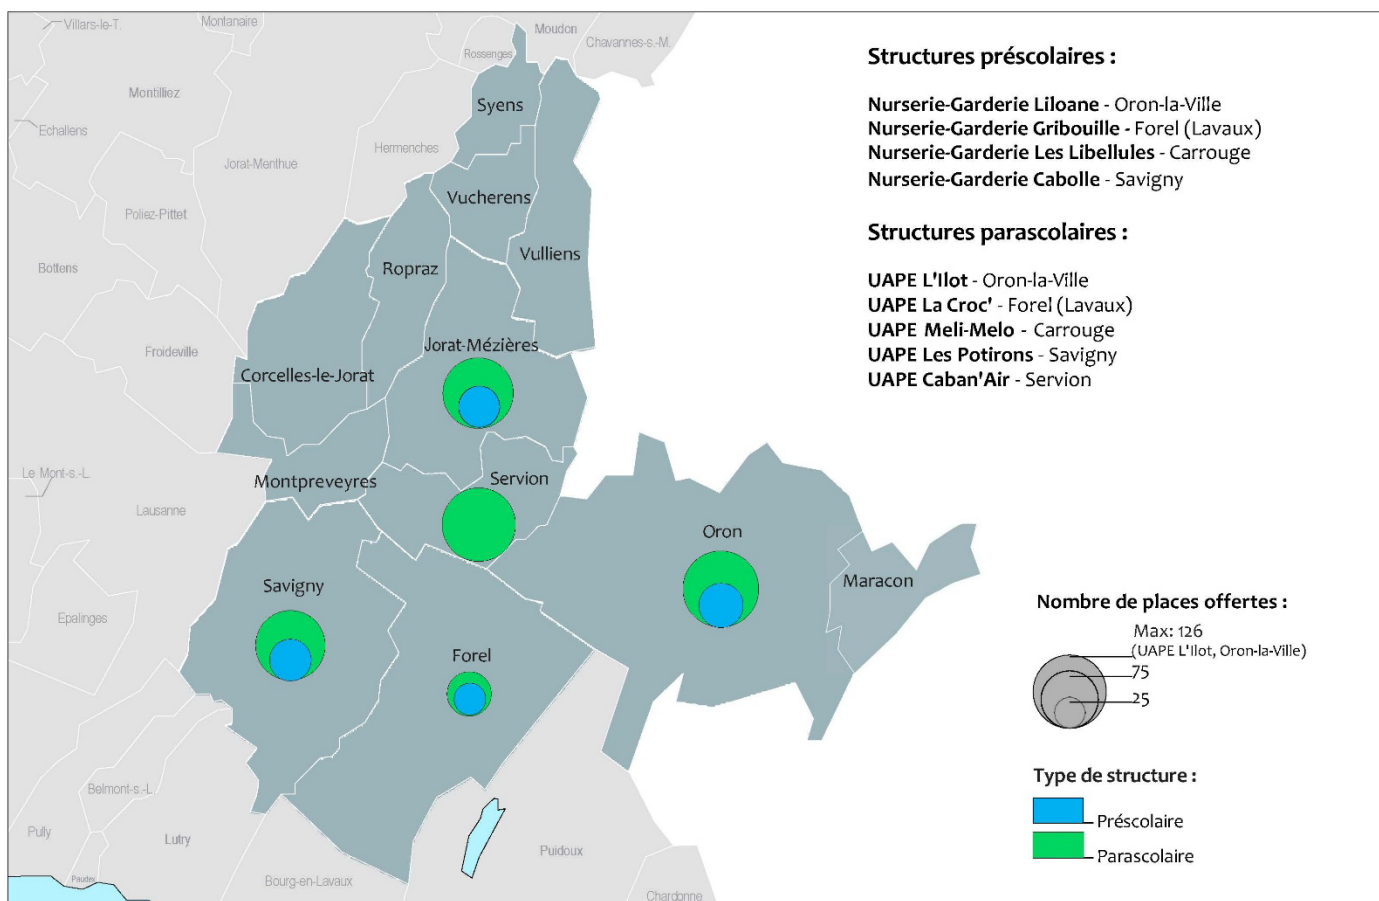 Villars-le-T.
Montanaire
Moudon
Chavannes-s.-M.
Rossenges
Montilliez
Syens
Echallens
Hermenches
Jorat-Menthue
Vucherens
Poliez-Pittet
Vulliens
Bottens
Ropraz
Froideville
Jorat-Mézières
Corcelles-le-Jorat
Le Mont-s.-L.
Montpreveyres
Servion
Lausanne
Oron
Maracon
Savigny
Epalinges
Forel
Belmont-s.-L.
Pully
Lutry
Puidoux
Paudex
Bourg-en-Lavaux
Chardonne
Structures préscolaires :
Nurserie-Garderie Liloane - Oron-la-Ville
Nurserie-Garderie Gribouille - Forel (Lavaux)
Nurserie-Garderie Les Libellules - Carrouge
Nurserie-Garderie Cabolle - Savigny
Structures parascolaires :
UAPE L'Ilot - Oron-la-Ville
UAPE La Croc' - Forel (Lavaux)
UAPE Meli-Melo - Carrouge
UAPE Les Potirons - Savigny
UAPE Caban'Air - Servion
Nombre de places offertes :
Max: 126
(UAPE L'Ilot, Oron-la-Ville)
75
25
Type de structure :
Préscolaire
Parascolaire